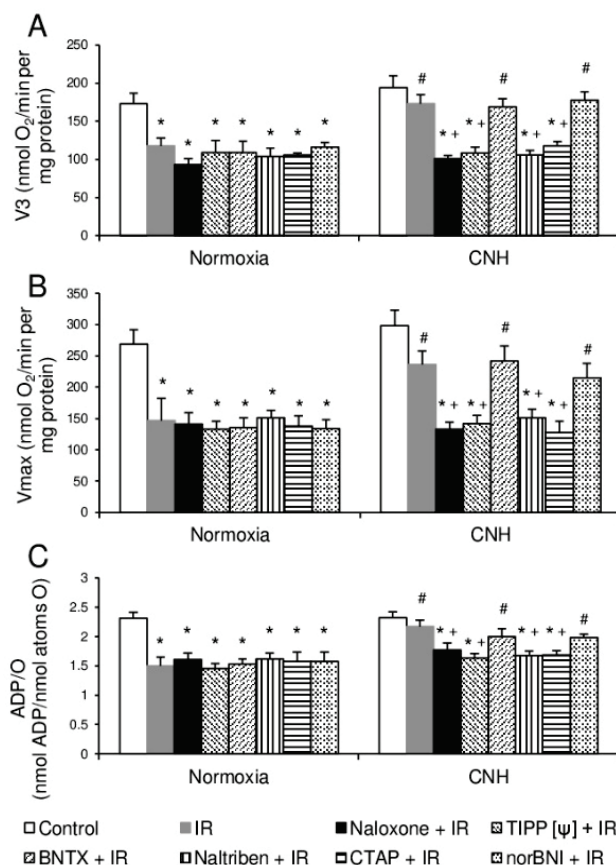 A
V3 (nmol O₂/min per
mg protein)
250
200
150
100
50
0
* * * * * * *
# * + * + # * + * + #
Normoxia CNH
B
Vmax (nmol O₂/min per
mg protein)
350
300
250
200
150
100
50
0
* * * * * * *
# * + * + # * + * + #
Normoxia CNH
C
ADP/O
(nmol ADP/nmol atoms O)
3
2.5
2
1.5
1
0.5
0
* * * * * * *
# * + * + # * + * + #
Normoxia CNH
Control IR Naloxone + IR TIPP [ψ] + IR
BNTX + IR Naltriben + IR CTAP + IR norBNI + IR